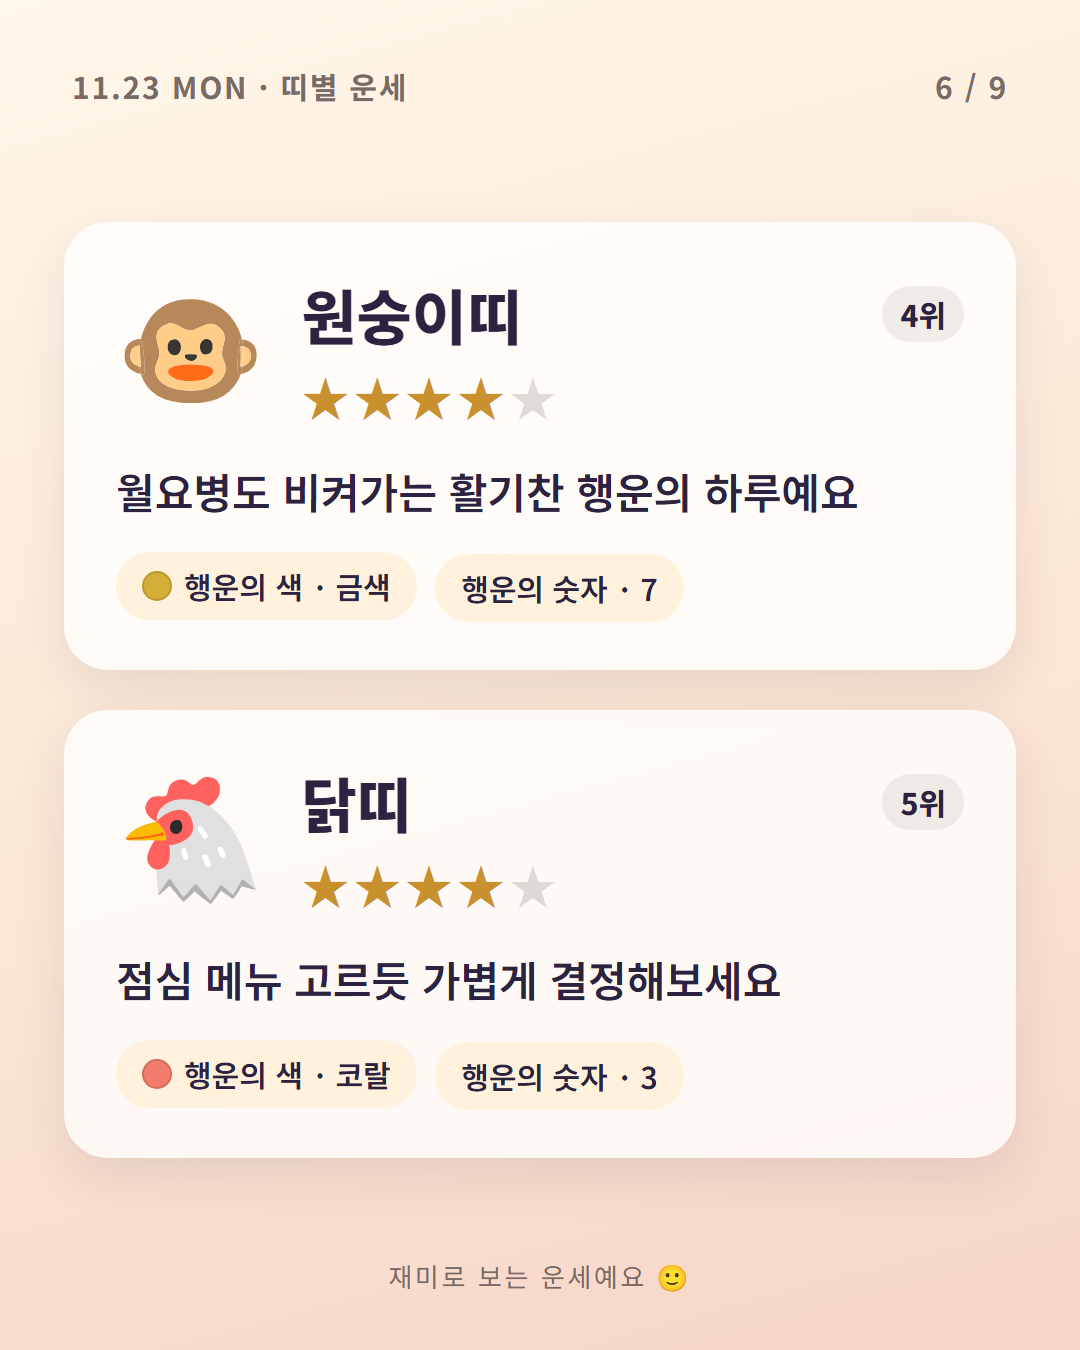 11.23 MON · 띠별 운세
6 / 9
원숭이띠
4위
★★★★★
월요병도 비켜가는 활기찬 행운의 하루예요
행운의 색 · 금색
행운의 숫자 · 7
닭띠
5위
★★★★★
점심 메뉴 고르듯 가볍게 결정해보세요
행운의 색 · 코랄
행운의 숫자 · 3
재미로 보는 운세예요 🙂